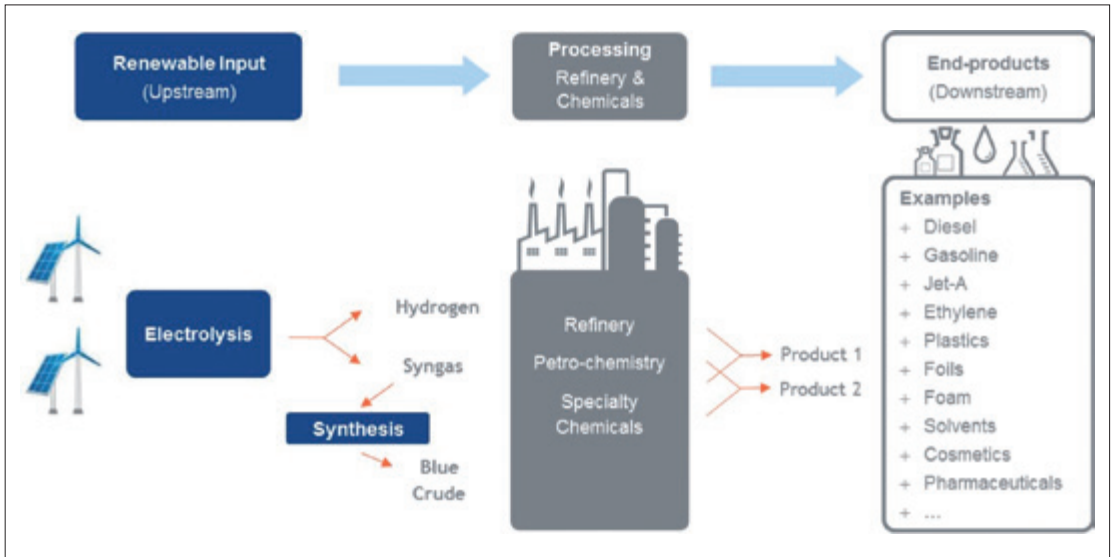 Renewable Input
(Upstream)
Processing
Refinery &
Chemicals
End-products
(Downstream)
Electrolysis
Hydrogen
Syngas
Synthesis
Blue
Crude
Refinery
Petro-chemistry
Specialty
Chemicals
Product 1
Product 2
Examples
+ Diesel
+ Gasoline
+ Jet-A
+ Ethylene
+ Plastics
+ Foils
+ Foam
+ Solvents
+ Cosmetics
+ Pharmaceuticals
+ ...